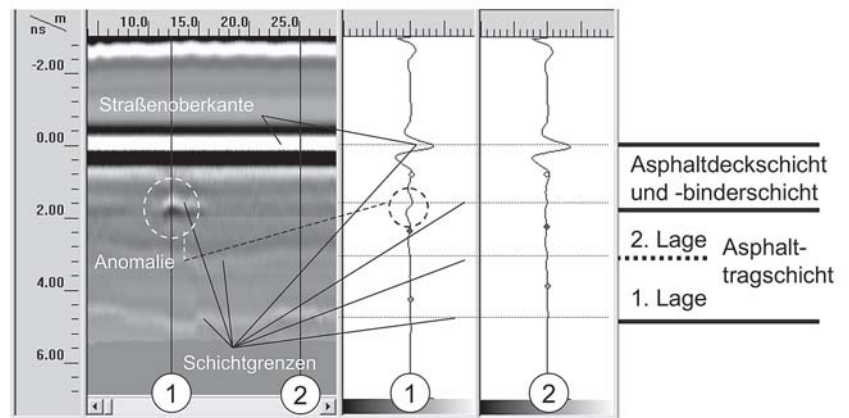 m
ns
10.0 15.0 20.0 25.0
-2.00
0.00
2.00
4.00
6.00
Straßenoberkante
Anomalie
Schichtgrenzen
1
2
1
2
Asphaltdeckschicht
und -binderschicht
2. Lage
1. Lage
Asphalt-
tragschicht